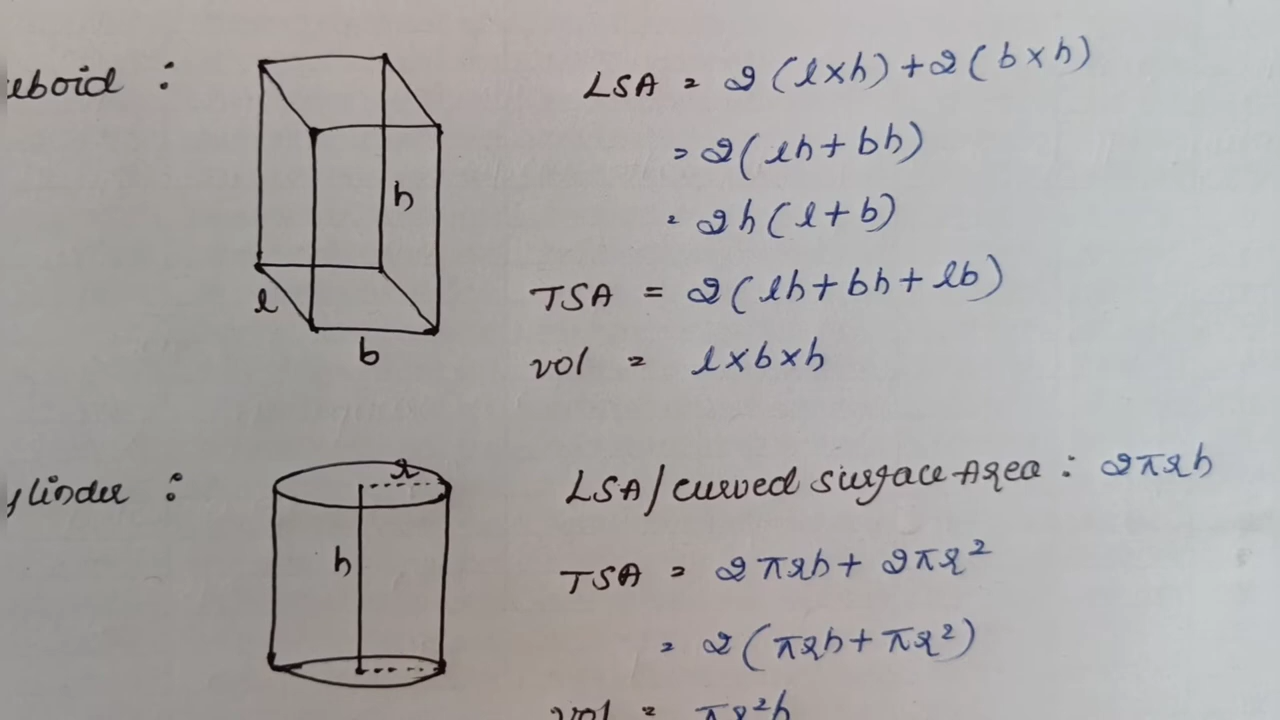 uboid :
LSA = 2(l×h)+2(b×h)
= 2(lh+bh)
= 2h(l+b)
h
TSA = 2(lh+bh+lb)
l
b
vol = l×b×h
ylinder :
r
LSA/curved surface Area : 2πrh
h
TSA = 2πrh + 2πr²
= 2(πrh+πr²)
vol = πr²h